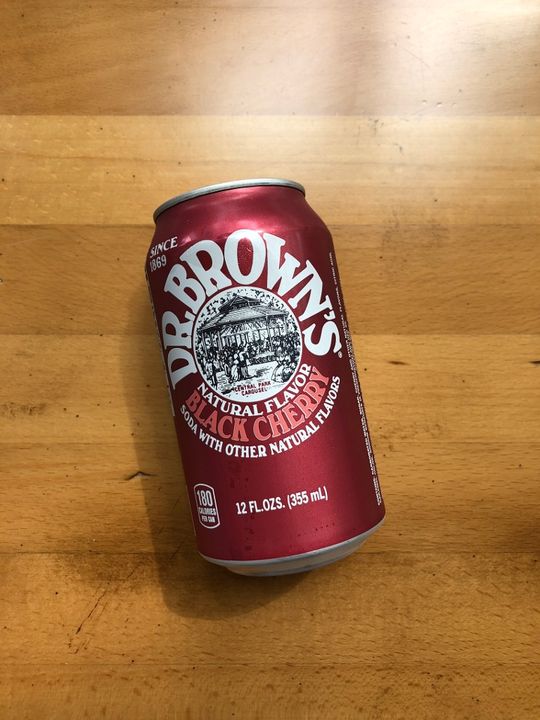 SINCE
1869
DR. BROWN'S
®
CENTRAL PARK
CAROUSEL
NATURAL FLAVOR
BLACK CHERRY
SODA WITH OTHER NATURAL FLAVORS
180
CALORIES
PER CAN
12 FL.OZS. (355 mL)